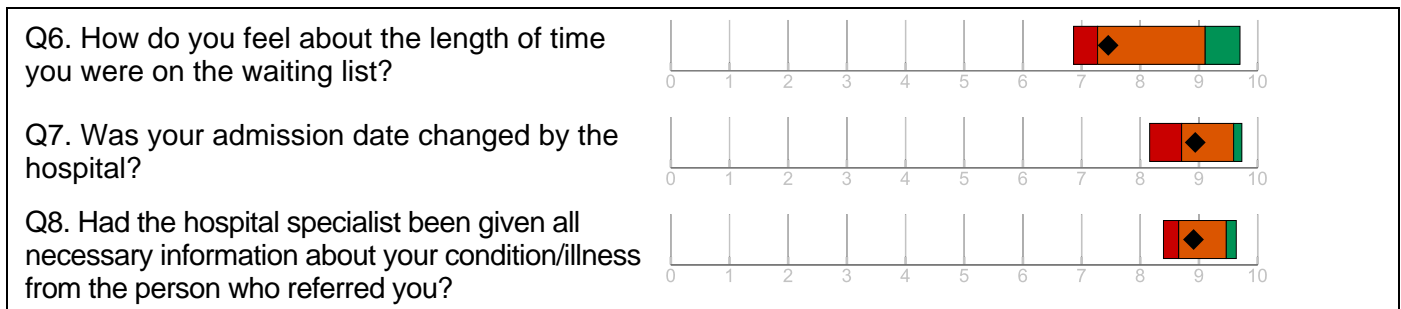 Q6. How do you feel about the length of time
you were on the waiting list?
0 1 2 3 4 5 6 7 8 9 10
Q7. Was your admission date changed by the
hospital?
0 1 2 3 4 5 6 7 8 9 10
Q8. Had the hospital specialist been given all
necessary information about your condition/illness
from the person who referred you?
0 1 2 3 4 5 6 7 8 9 10